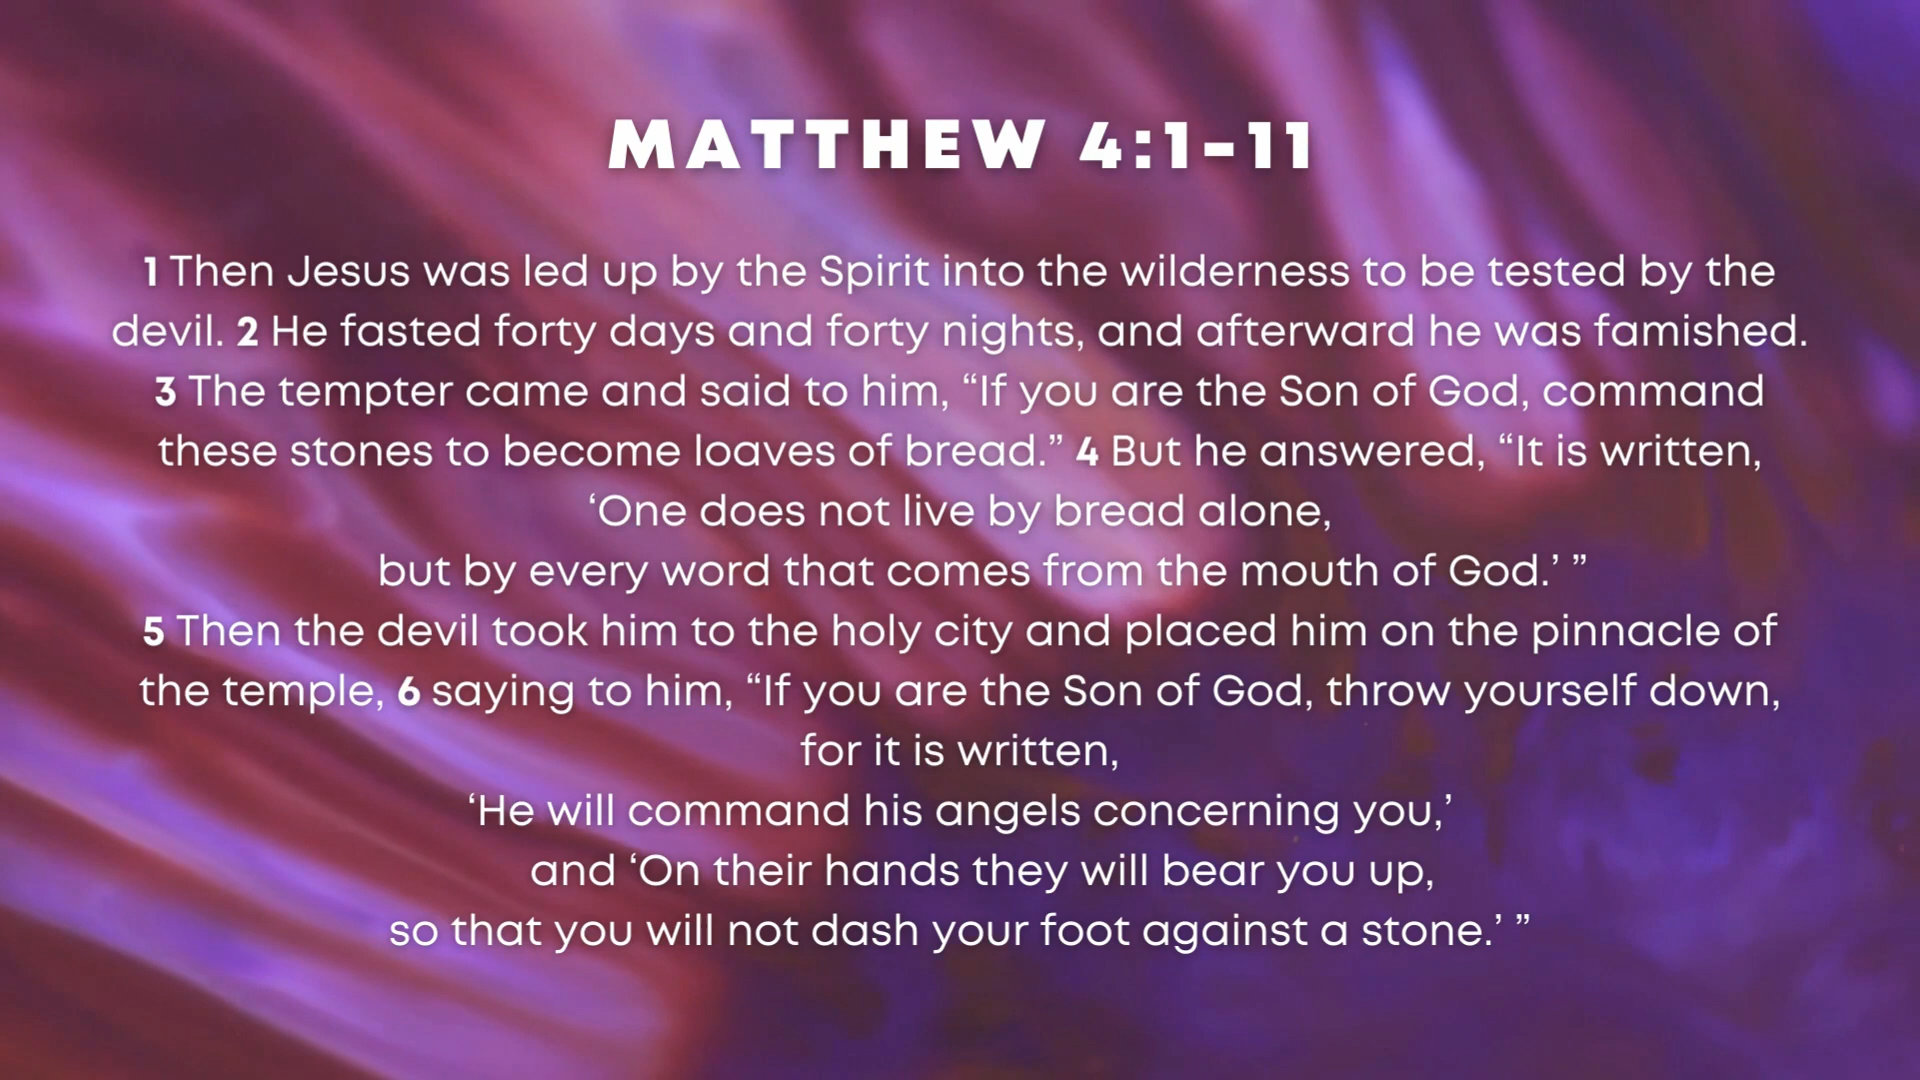 MATTHEW 4:1-11
1 Then Jesus was led up by the Spirit into the wilderness to be tested by the
devil. 2 He fasted forty days and forty nights, and afterward he was famished.
3 The tempter came and said to him, “If you are the Son of God, command
these stones to become loaves of bread.” 4 But he answered, “It is written,
‘One does not live by bread alone,
but by every word that comes from the mouth of God.’ ”
5 Then the devil took him to the holy city and placed him on the pinnacle of
the temple, 6 saying to him, “If you are the Son of God, throw yourself down,
for it is written,
‘He will command his angels concerning you,’
and ‘On their hands they will bear you up,
so that you will not dash your foot against a stone.’ ”